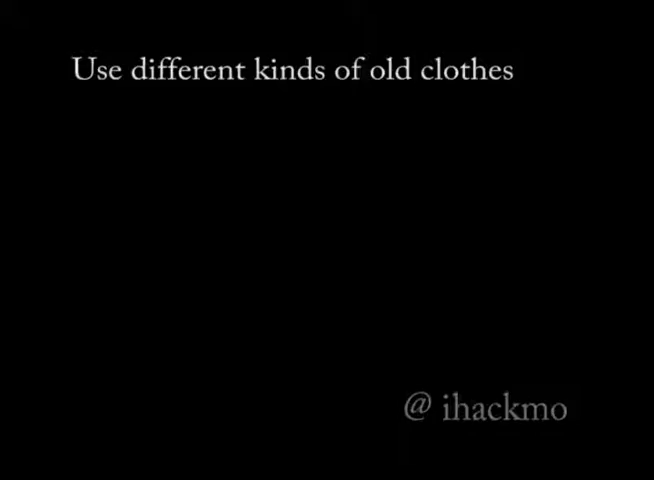 Use different kinds of old clothes
@ ihackmo